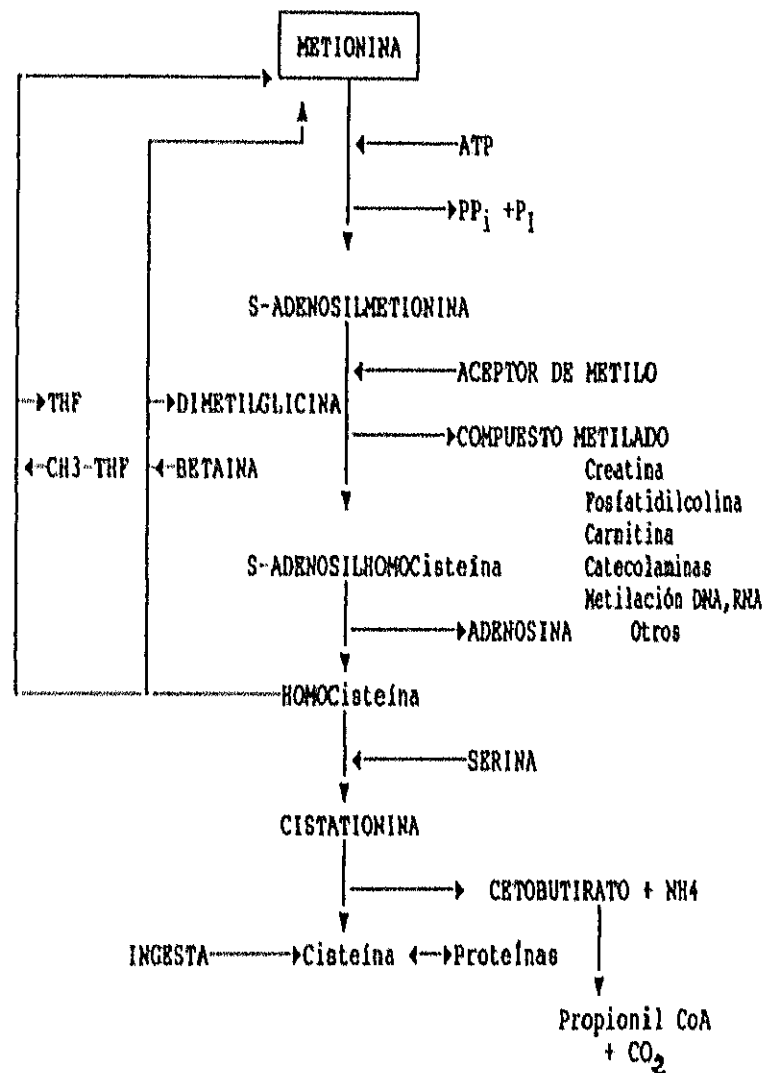 METIONINA
ATP
PPi +PI
S-ADENOSILMETIONINA
ACEPTOR DE METILO
THF
DIMETILGLICINA
COMPUESTO METILADO
CH3-THF
BETAINA
Creatina
Fosfatidilcolina
Carnitina
S-ADENOSILHOMOCisteína
Catecolaminas
Metilación DNA,RNA
ADENOSINA
Otros
HOMOCisteína
SERINA
CISTATIONINA
CETOBUTIRATO + NH4
INGESTA
Cisteína
Proteínas
Propionil CoA
+ CO2